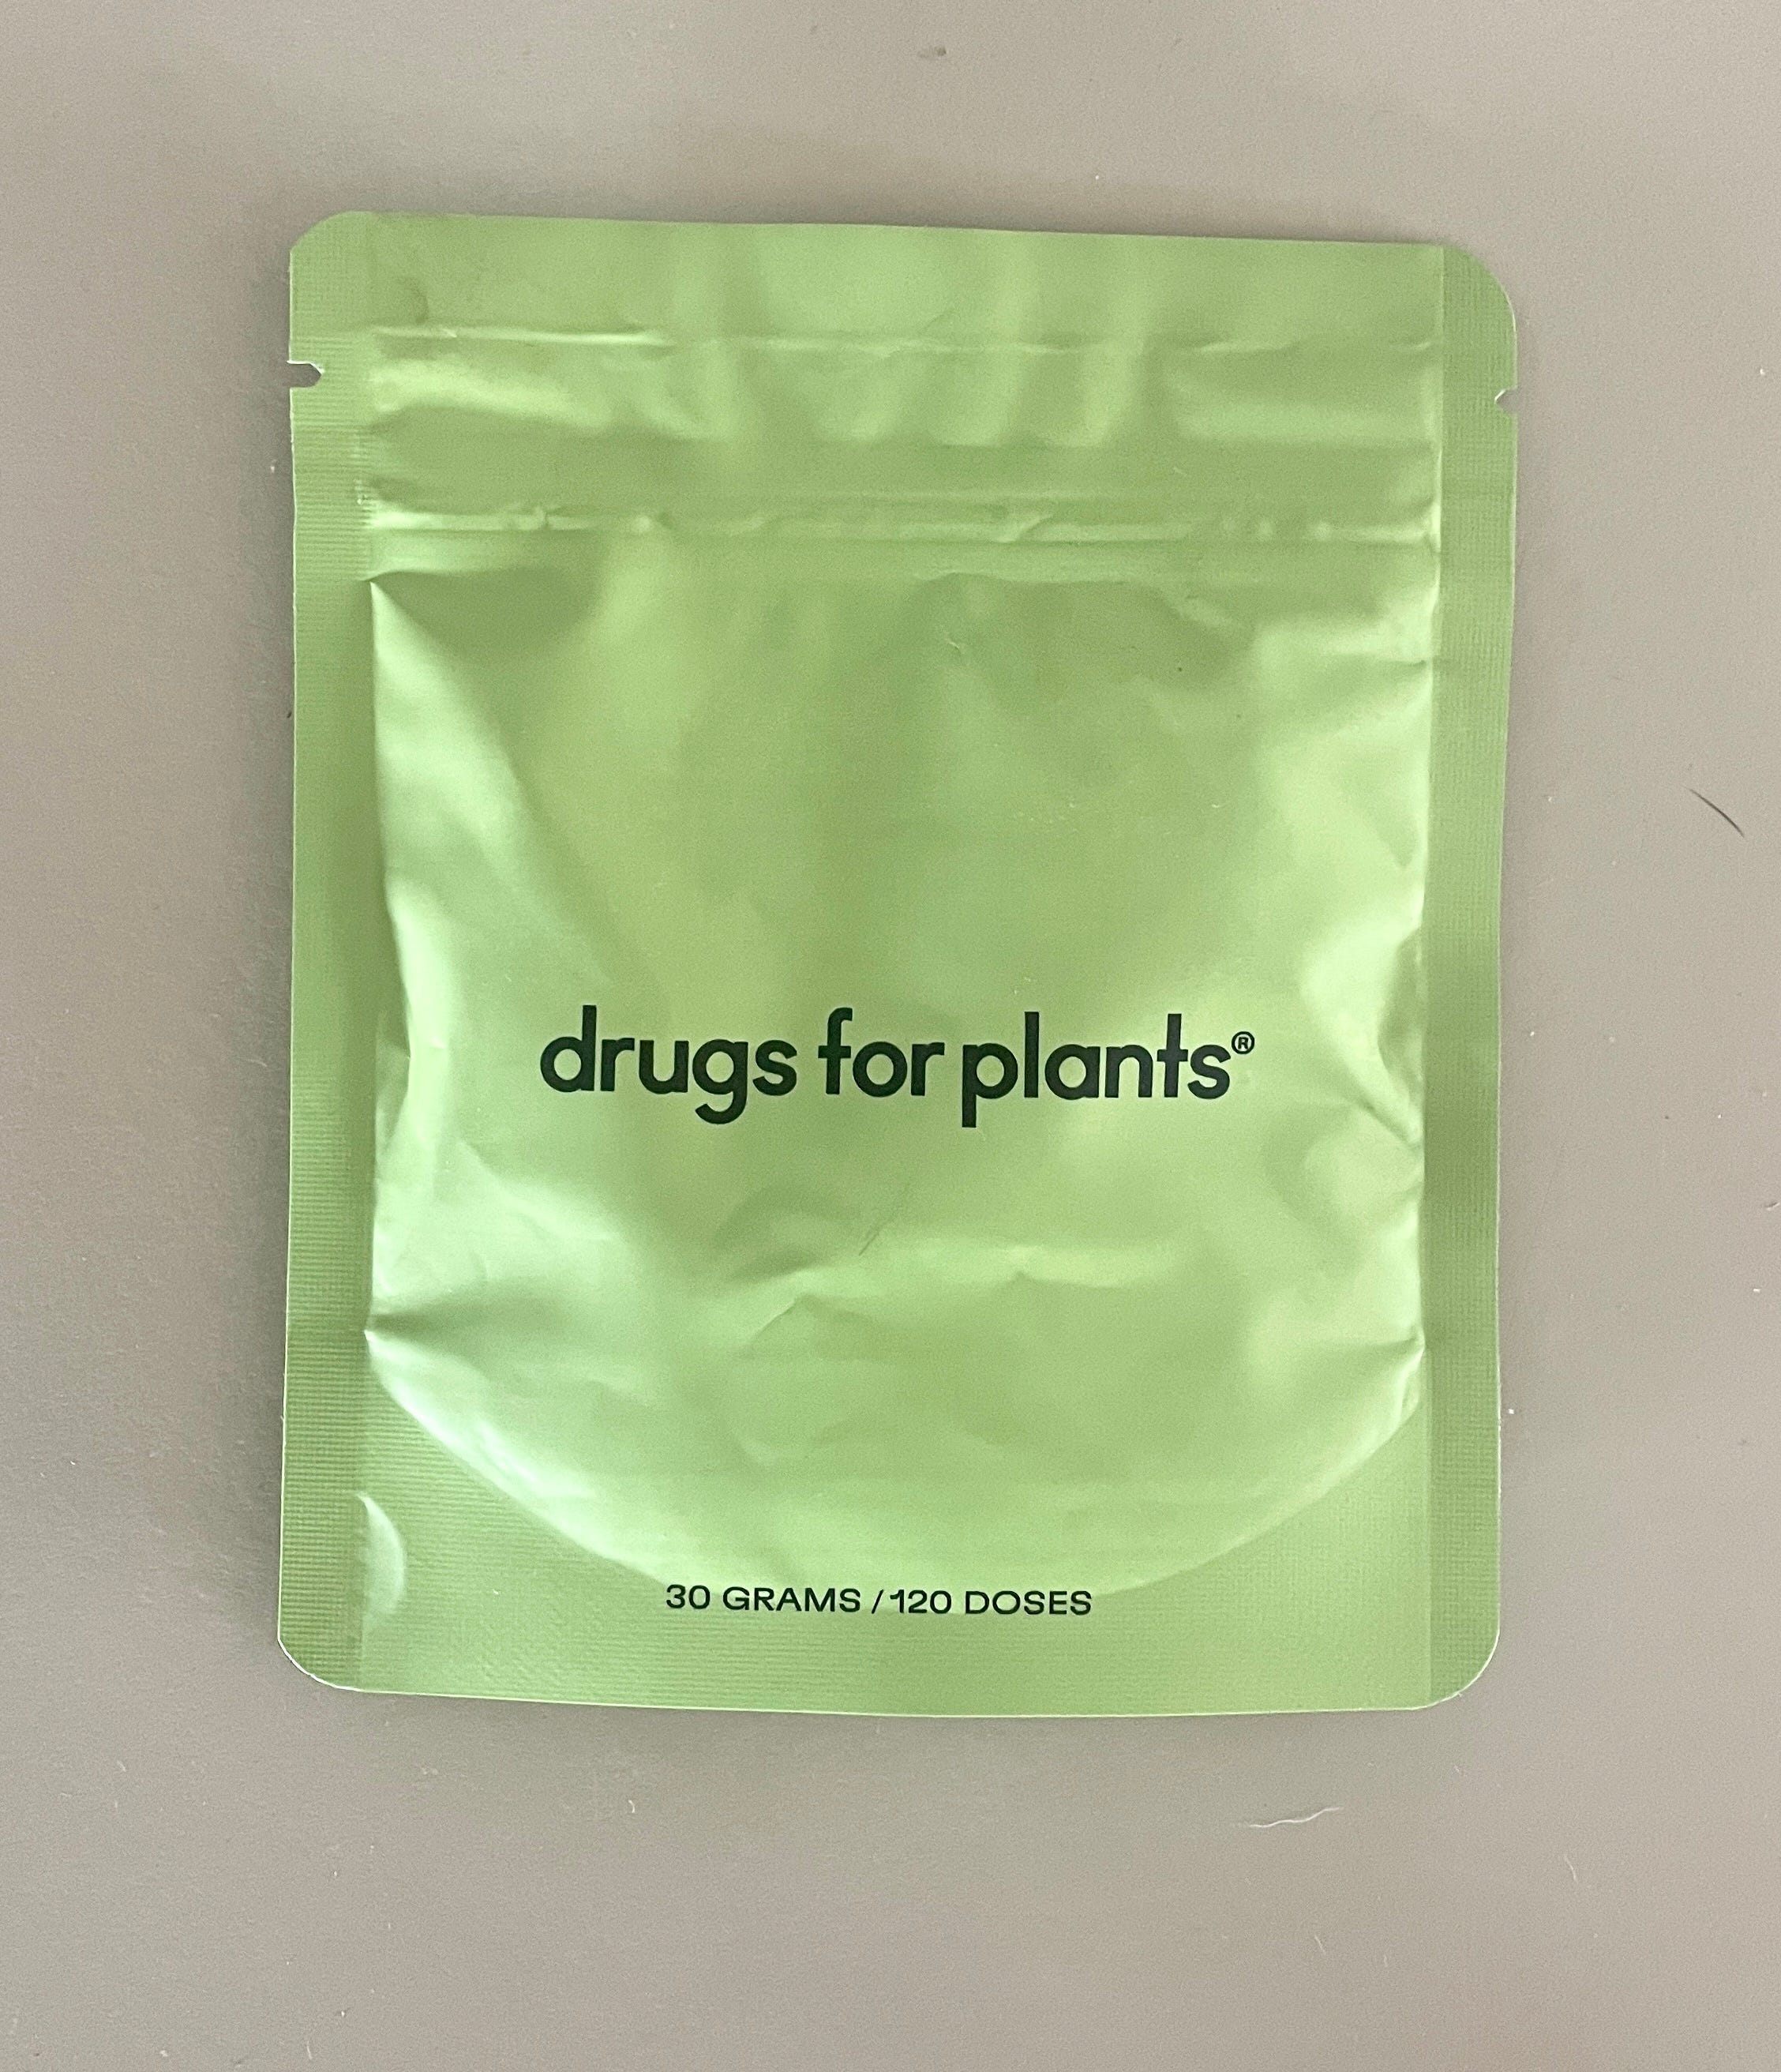 drugs for plants®
30 GRAMS / 120 DOSES